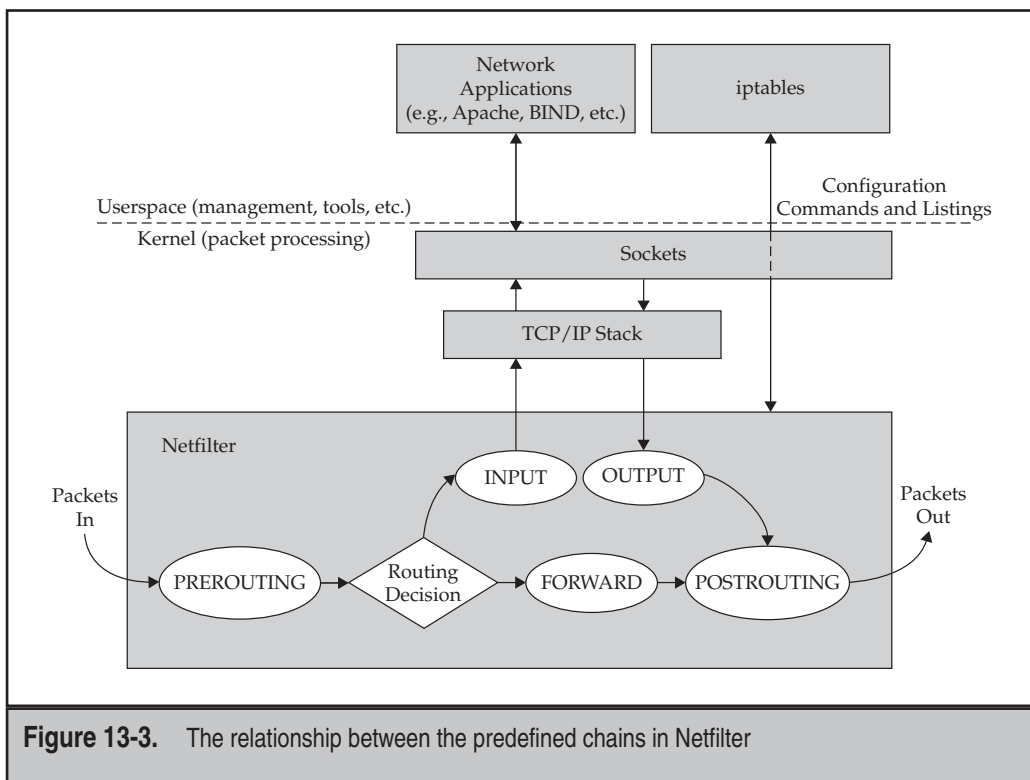 Network
Applications
(e.g., Apache, BIND, etc.)
iptables
Userspace (management, tools, etc.)
Configuration
Commands and Listings
Kernel (packet processing)
Sockets
TCP/IP Stack
Netfilter
INPUT
OUTPUT
Packets
In
Packets
Out
PREROUTING
Routing
Decision
FORWARD
POSTROUTING
Figure 13-3. The relationship between the predefined chains in Netfilter